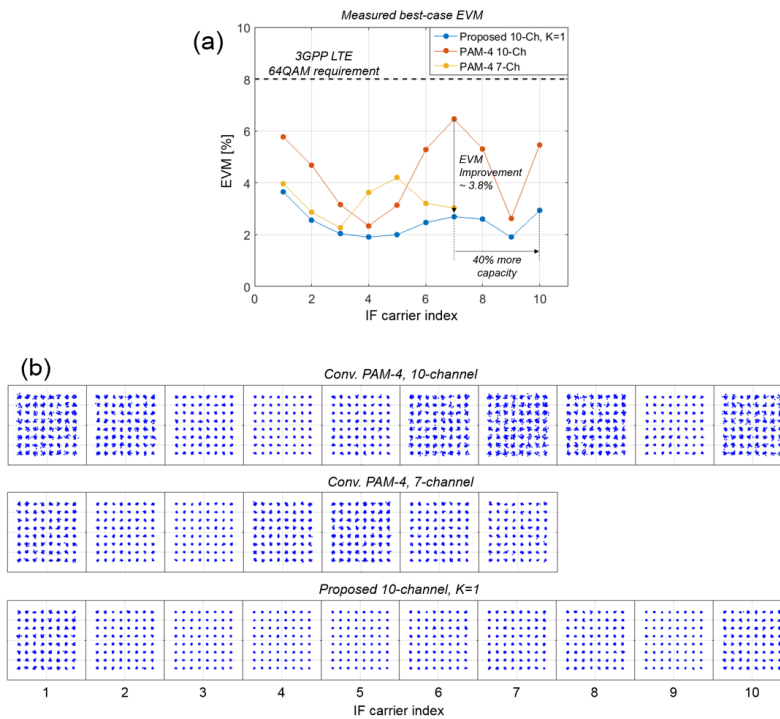 Measured best-case EVM
(a)
Proposed 10-Ch, K=1
PAM-4 10-Ch
PAM-4 7-Ch
3GPP LTE
64QAM requirement
10
8
6
4
2
0
EVM [%]
EVM
Improvement
~ 3.8%
40% more
capacity
0 2 4 6 8 10
IF carrier index
(b)
Conv. PAM-4, 10-channel
Conv. PAM-4, 7-channel
Proposed 10-channel, K=1
1 2 3 4 5 6 7 8 9 10
IF carrier index